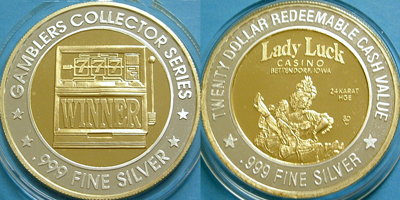 GAMBLERS COLLECTOR SERIES
777
WINNER
.999 FINE SILVER
TWENTY DOLLAR REDEEMABLE CASH VALUE
Lady Luck
CASINO
BETTENDORF, IOWA
24 KARAT
HGE
.999 FINE SILVER